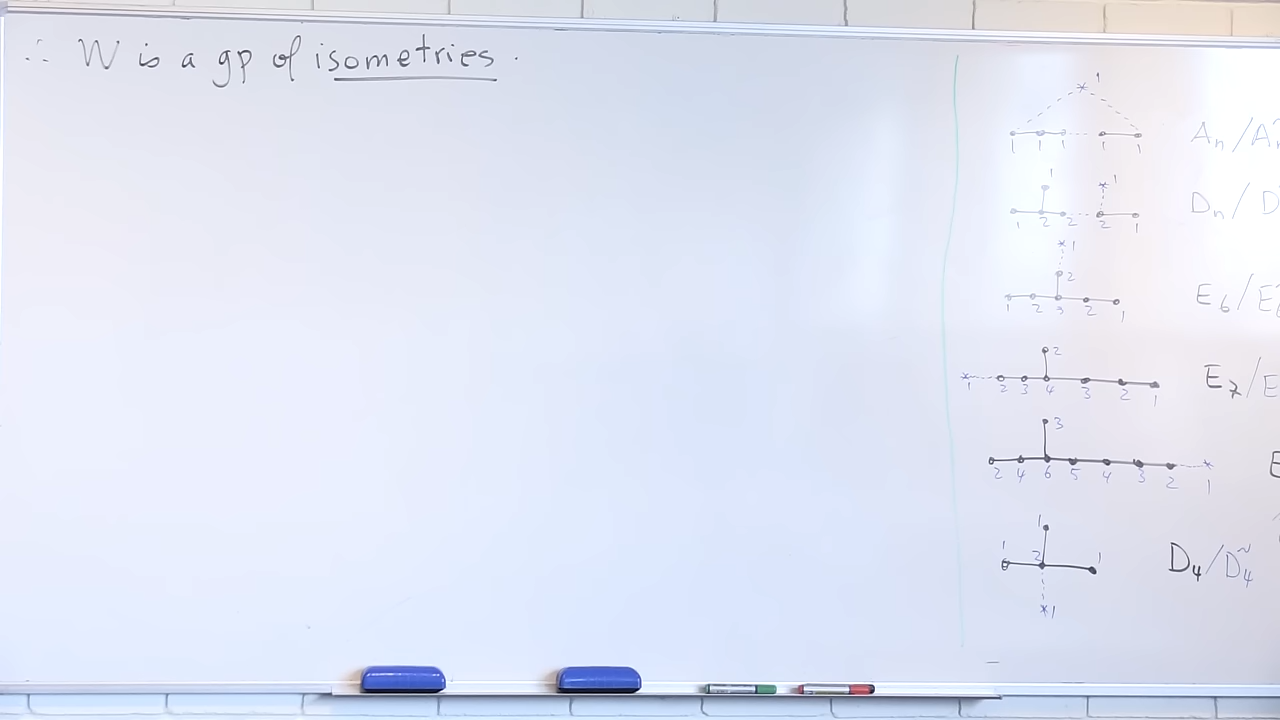 ∴ W is a gp of isometries.
* 1
1 1 1 1 1 Aₙ/Ãₙ
1 * 1
1 2 2 2 1 Dₙ/D
* 1
2
1 2 3 2 1 E₆/E₆
2
* 1 2 3 4 3 2 1 E₇/E
3
2 4 6 5 4 3 2 * 1 E
1
1 2 1 D₄/D̃₄
* 1